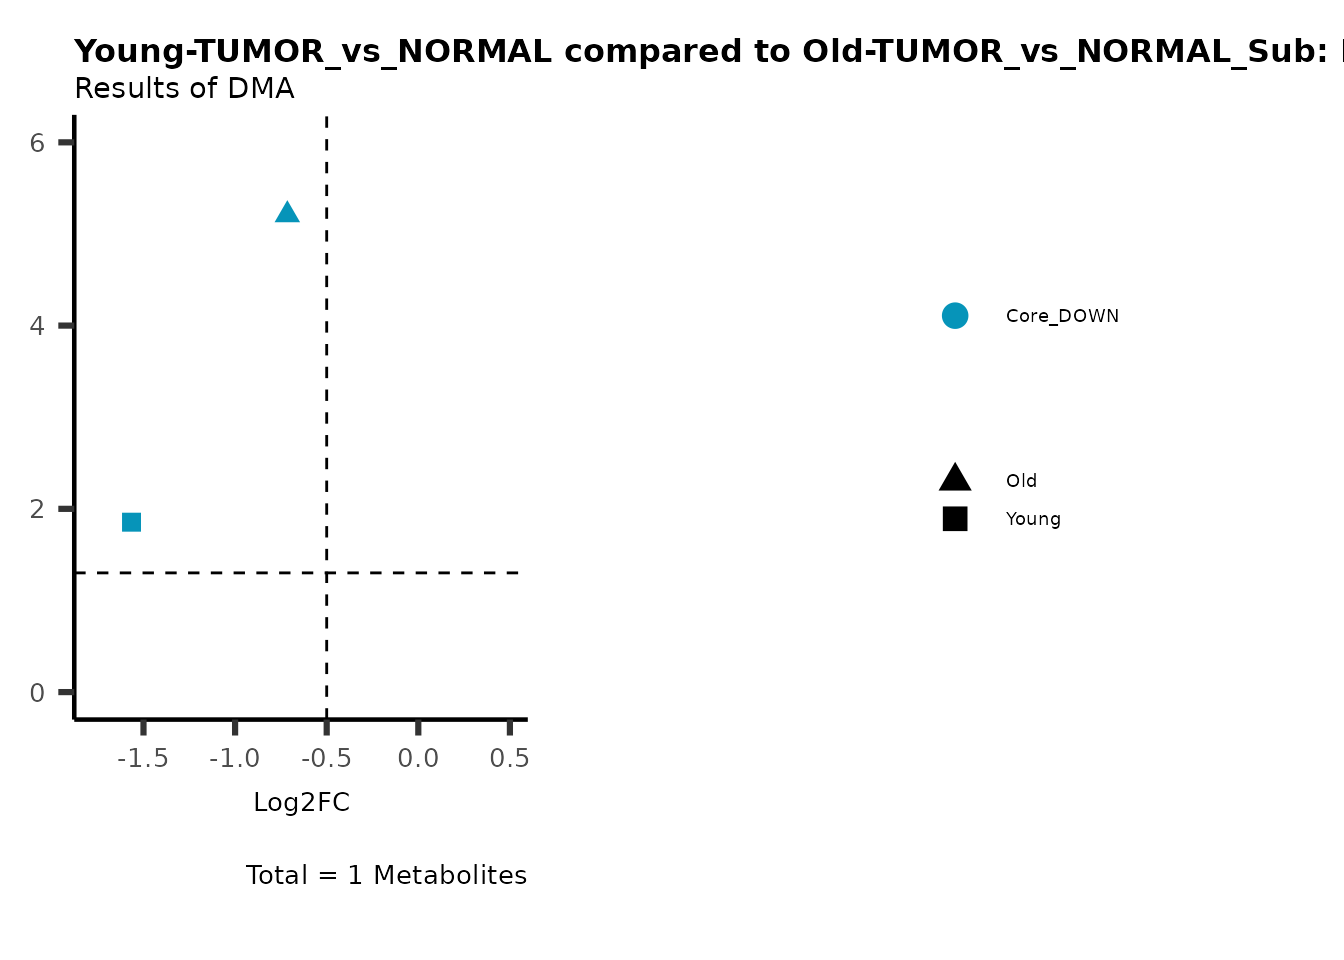 Young-TUMOR_vs_NORMAL compared to Old-TUMOR_vs_NORMAL_Sub:
Results of DMA
6
4
2
0
-1.5 -1.0 -0.5 0.0 0.5
Log2FC
Total = 1 Metabolites
Core_DOWN
Old
Young